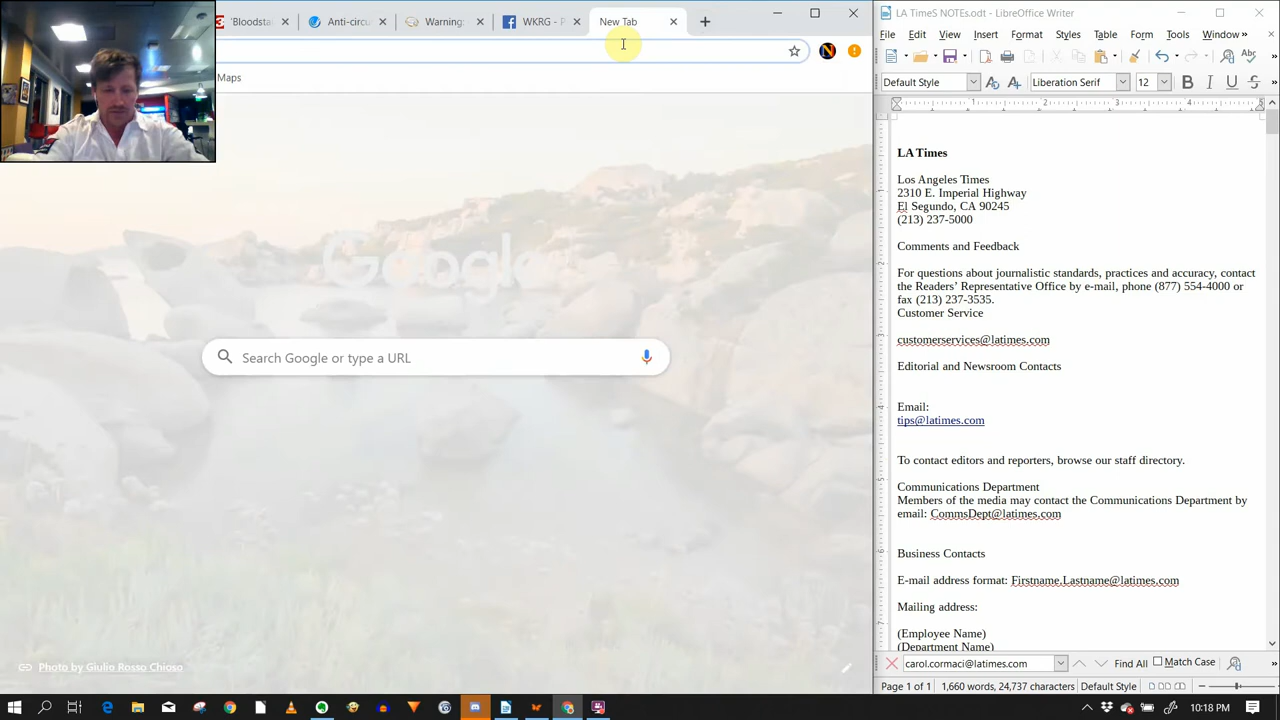 'Bloodsta
Anti-circu
Warning:
WKRG - P
New Tab
LA TimeS NOTEs.odt - LibreOffice Writer
File Edit View Insert Format Styles Table Form Tools Window
Maps
Default Style
Liberation Serif
12
LA Times
Los Angeles Times
2310 E. Imperial Highway
El Segundo, CA 90245
(213) 237-5000
Comments and Feedback
For questions about journalistic standards, practices and accuracy, contact
the Readers' Representative Office by e-mail, phone (877) 554-4000 or
fax (213) 237-3535.
Customer Service
customerservices@latimes.com
Editorial and Newsroom Contacts
Email:
tips@latimes.com
To contact editors and reporters, browse our staff directory.
Communications Department
Members of the media may contact the Communications Department by
email: CommsDept@latimes.com
Business Contacts
E-mail address format: Firstname.Lastname@latimes.com
Mailing address:
(Employee Name)
(Department Name)
Search Google or type a URL
Photo by Giulio Rosso Chioso
carol.cormaci@latimes.com
Find All
Match Case
Page 1 of 1
1,660 words, 24,737 characters
Default Style
10:18 PM